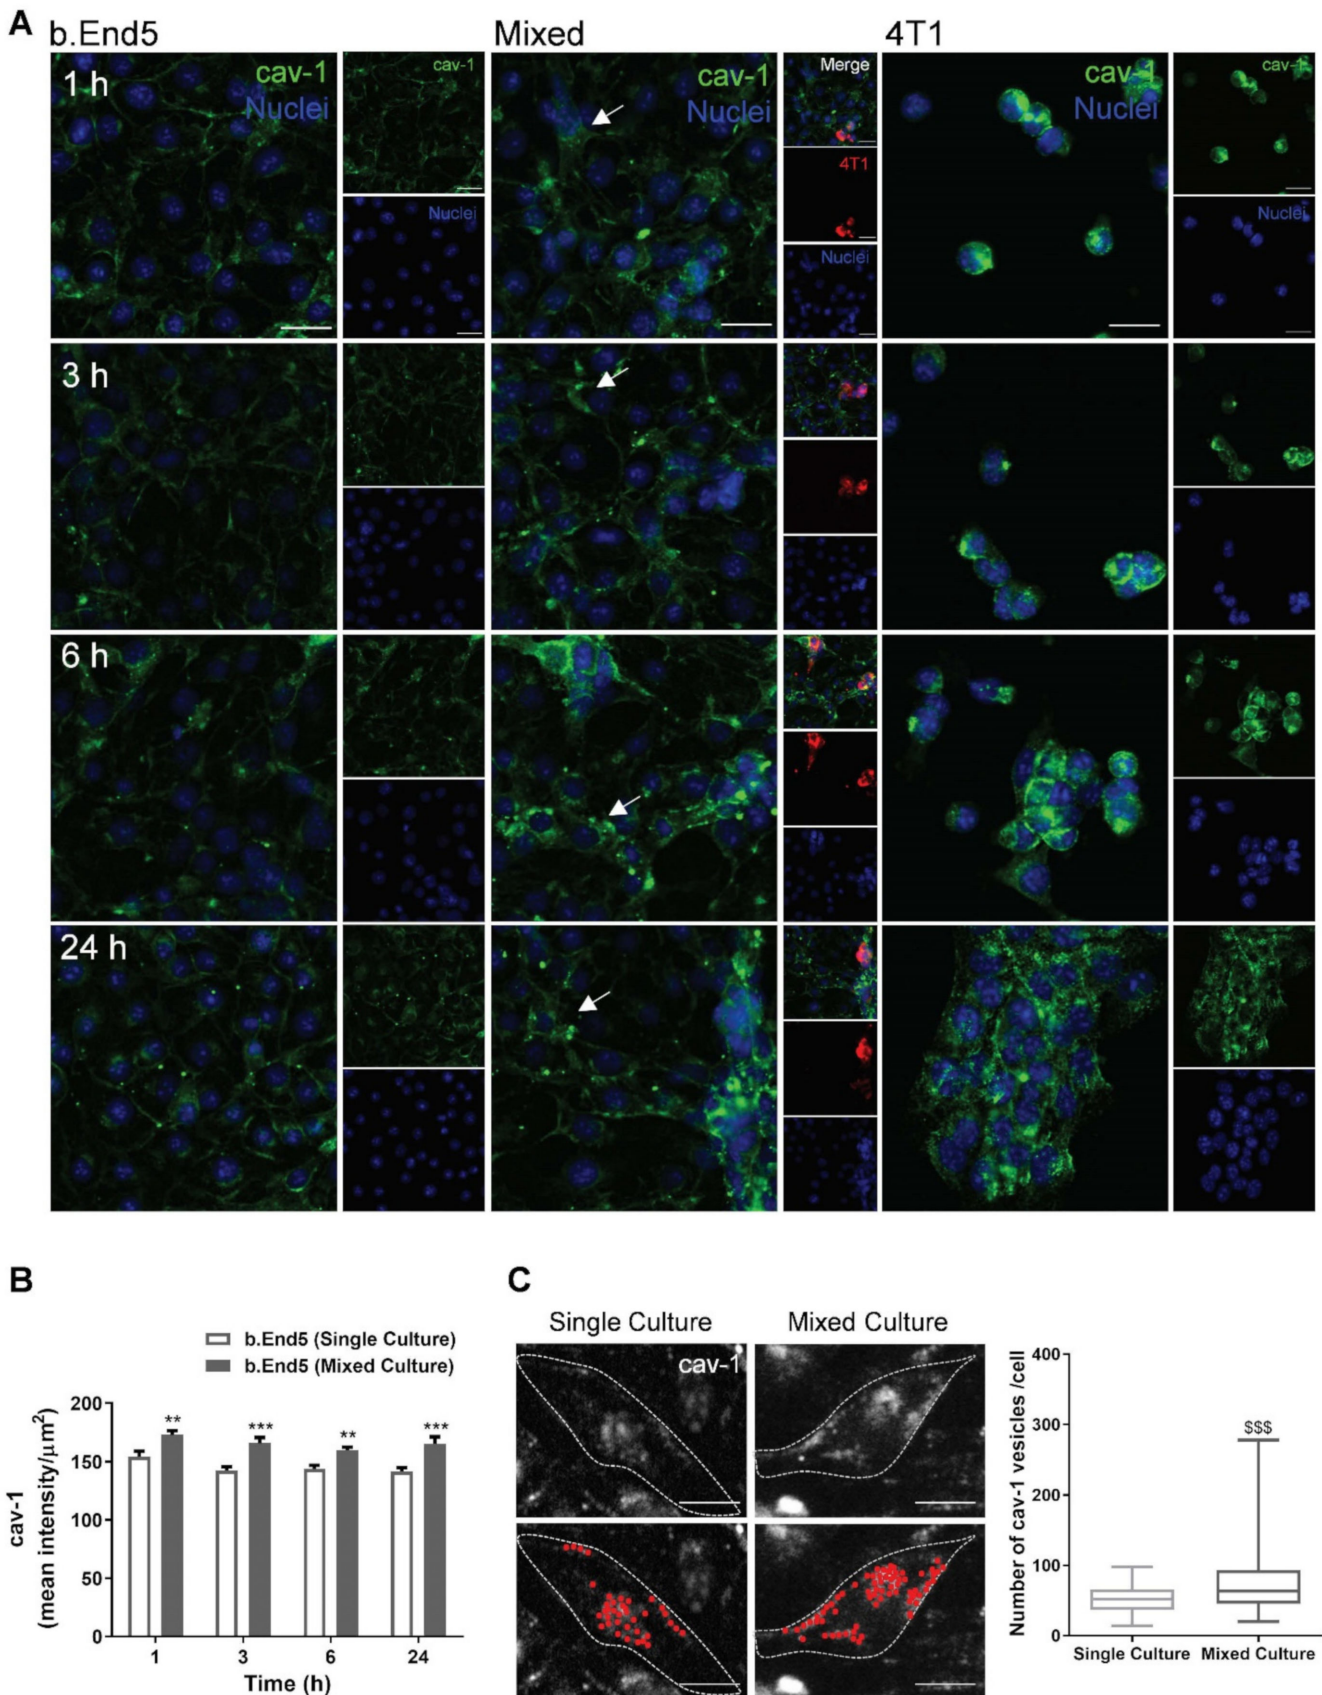 A
b.End5
Mixed
4T1
1 h
cav-1
Nuclei
cav-1
Nuclei
cav-1
Nuclei
Merge
4T1
Nuclei
cav-1
Nuclei
cav-1
Nuclei
3 h
6 h
24 h
B
b.End5 (Single Culture)
b.End5 (Mixed Culture)
cav-1
(mean intensity/μm²)
200
150
100
50
0
** *** ** ***
1 3 6 24
Time (h)
C
Single Culture
Mixed Culture
cav-1
Number of cav-1 vesicles /cell
400
300
200
100
0
$$$
Single Culture Mixed Culture